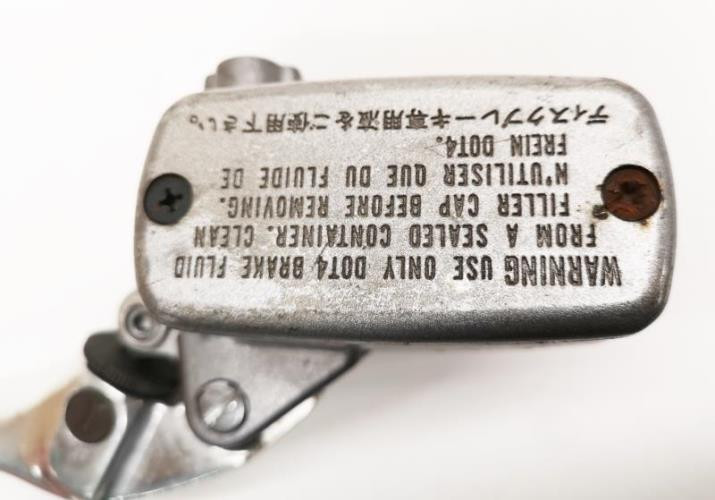 WARNING USE ONLY DOT4 BRAKE FLUID
FROM A SEALED CONTAINER. CLEAN
FILLER CAP BEFORE REMOVING.
N'UTILISER QUE DU FLUIDE DE
FREIN DOT4.
ディスクブレーキ専用液をご使用下さい。